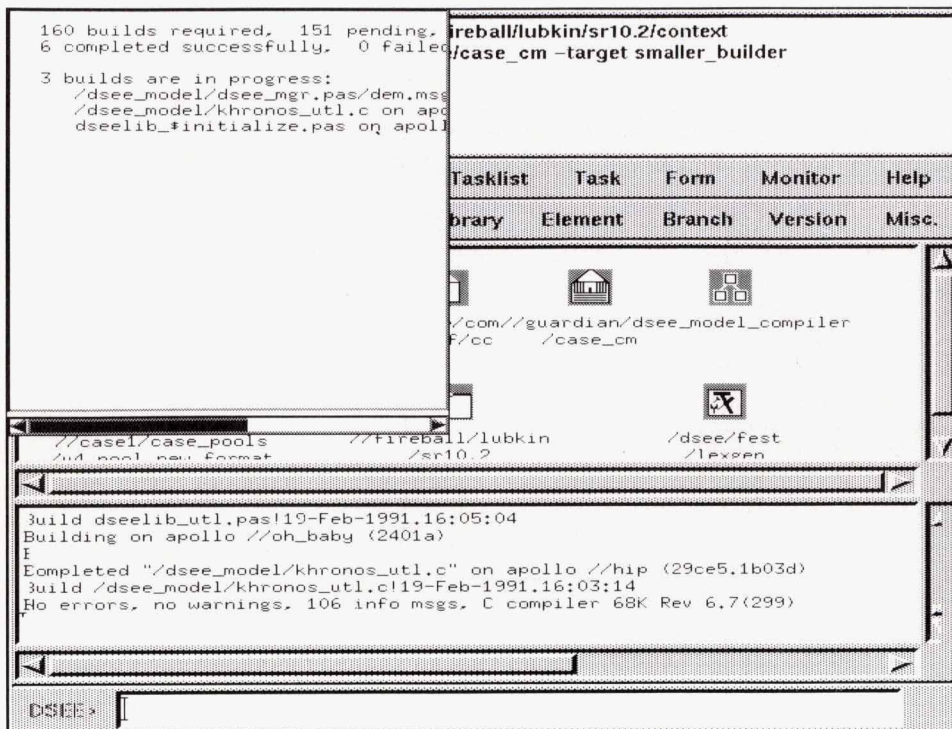 160 builds required, 151 pending,
6 completed successfully, 0 failed
3 builds are in progress:
/dsee_model/dsee_mgr.pas/dem.msg
/dsee_model/khronos_utl.c on apo
dseelib_$initialize.pas on apoll
ireball/lubkin/sr10.2/context
/case_cm -target smaller_builder
Tasklist Task Form Monitor Help
brary Element Branch Version Misc.
/com//guardian/dsee_model_compiler
f/cc /case_cm
//case1/case_pools //fireball/lubkin /dsee/fest
/u4_pool_new_format /sr10.2 /lexgen
Build dseelib_utl.pas!19-Feb-1991.16:05:04
Building on apollo //oh_baby (2401a)
E
Completed "/dsee_model/khronos_utl.c" on apollo //hip (29ce5.1b03d)
Build /dsee_model/khronos_utl.c!19-Feb-1991.16:03:14
No errors, no warnings, 106 info msgs, C compiler 68K Rev 6.7(299)
DSEE>